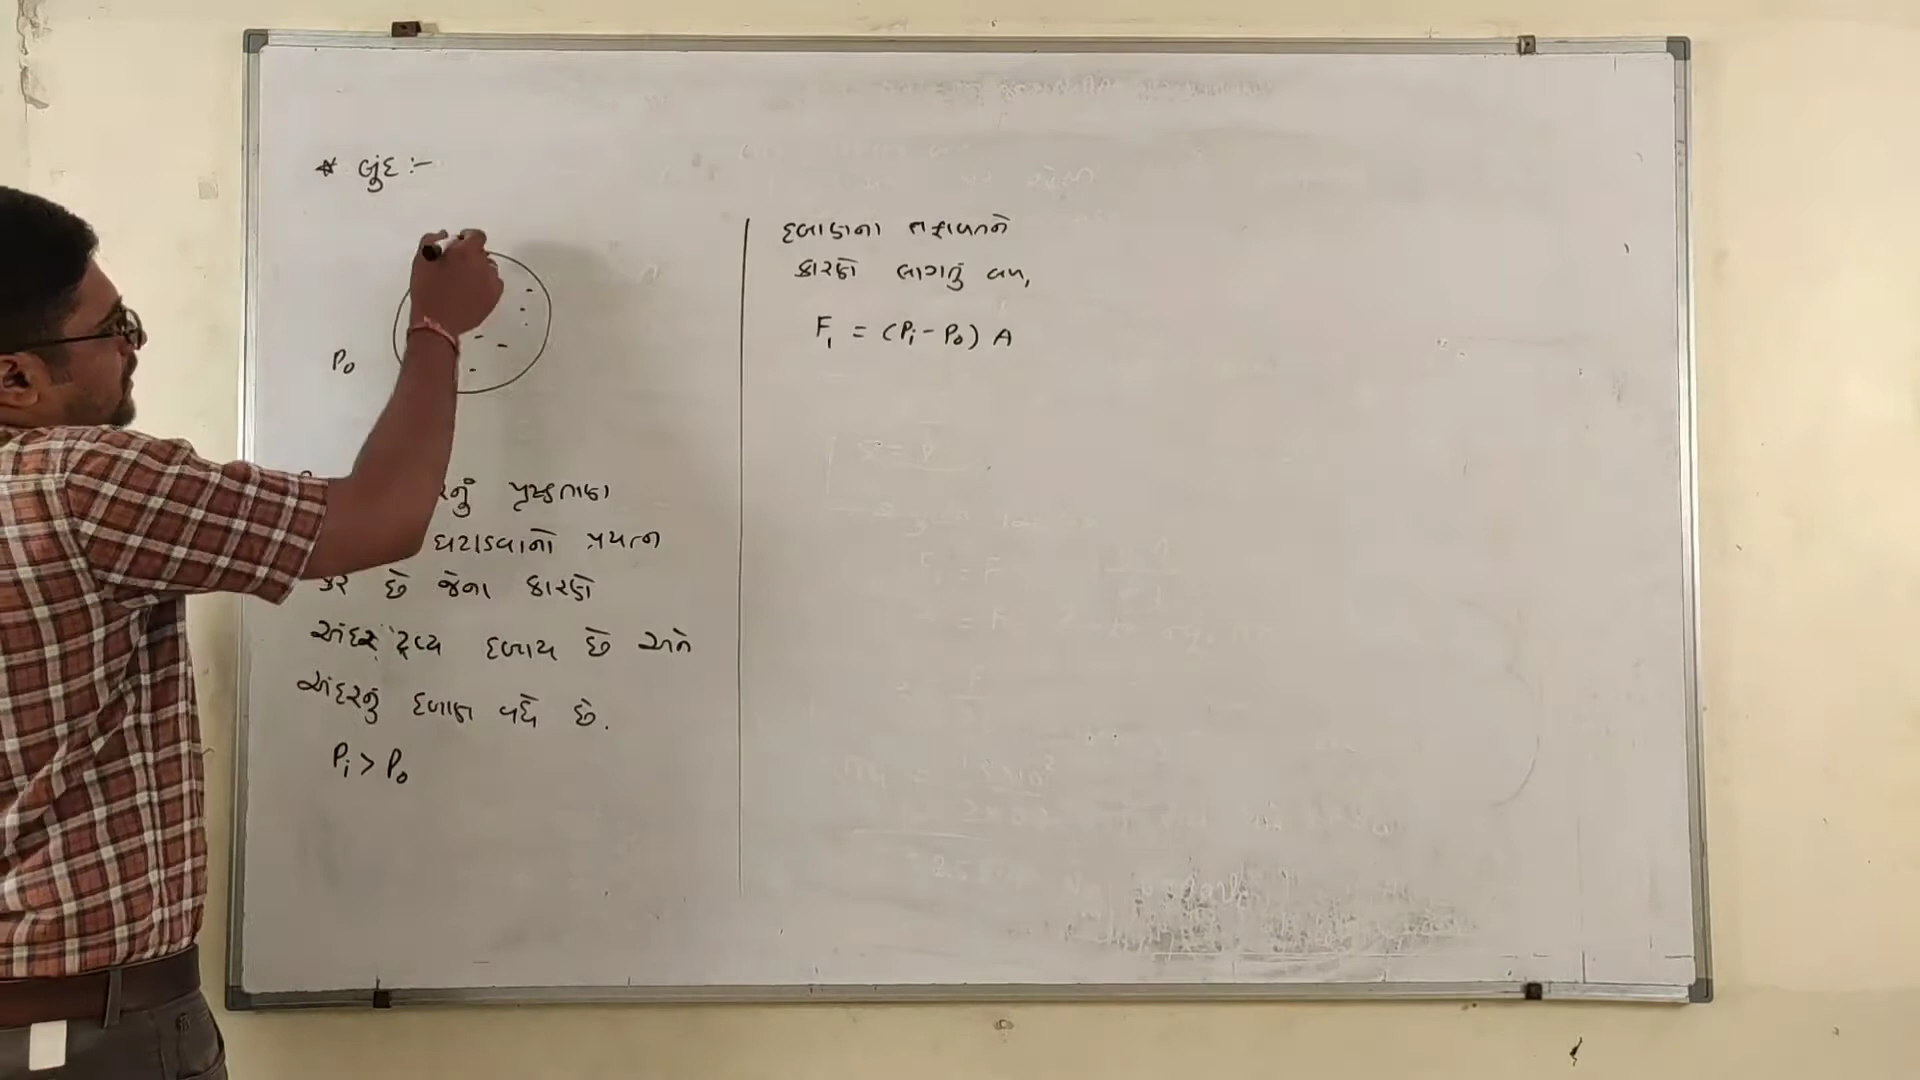 * બુંદ :-
P₀
રનું પૃષ્ઠતાણ
ઘટાડવાનો પ્રયત્ન
કરે છે જેના કારણે
અંદર દ્રવ્ય દબાય છે અને
અંદરનું દબાણ વધે છે.
Pᵢ > P₀
દબાણના તફાવતને
કારણે લાગતું બળ,
F₁ = (Pᵢ - P₀) A